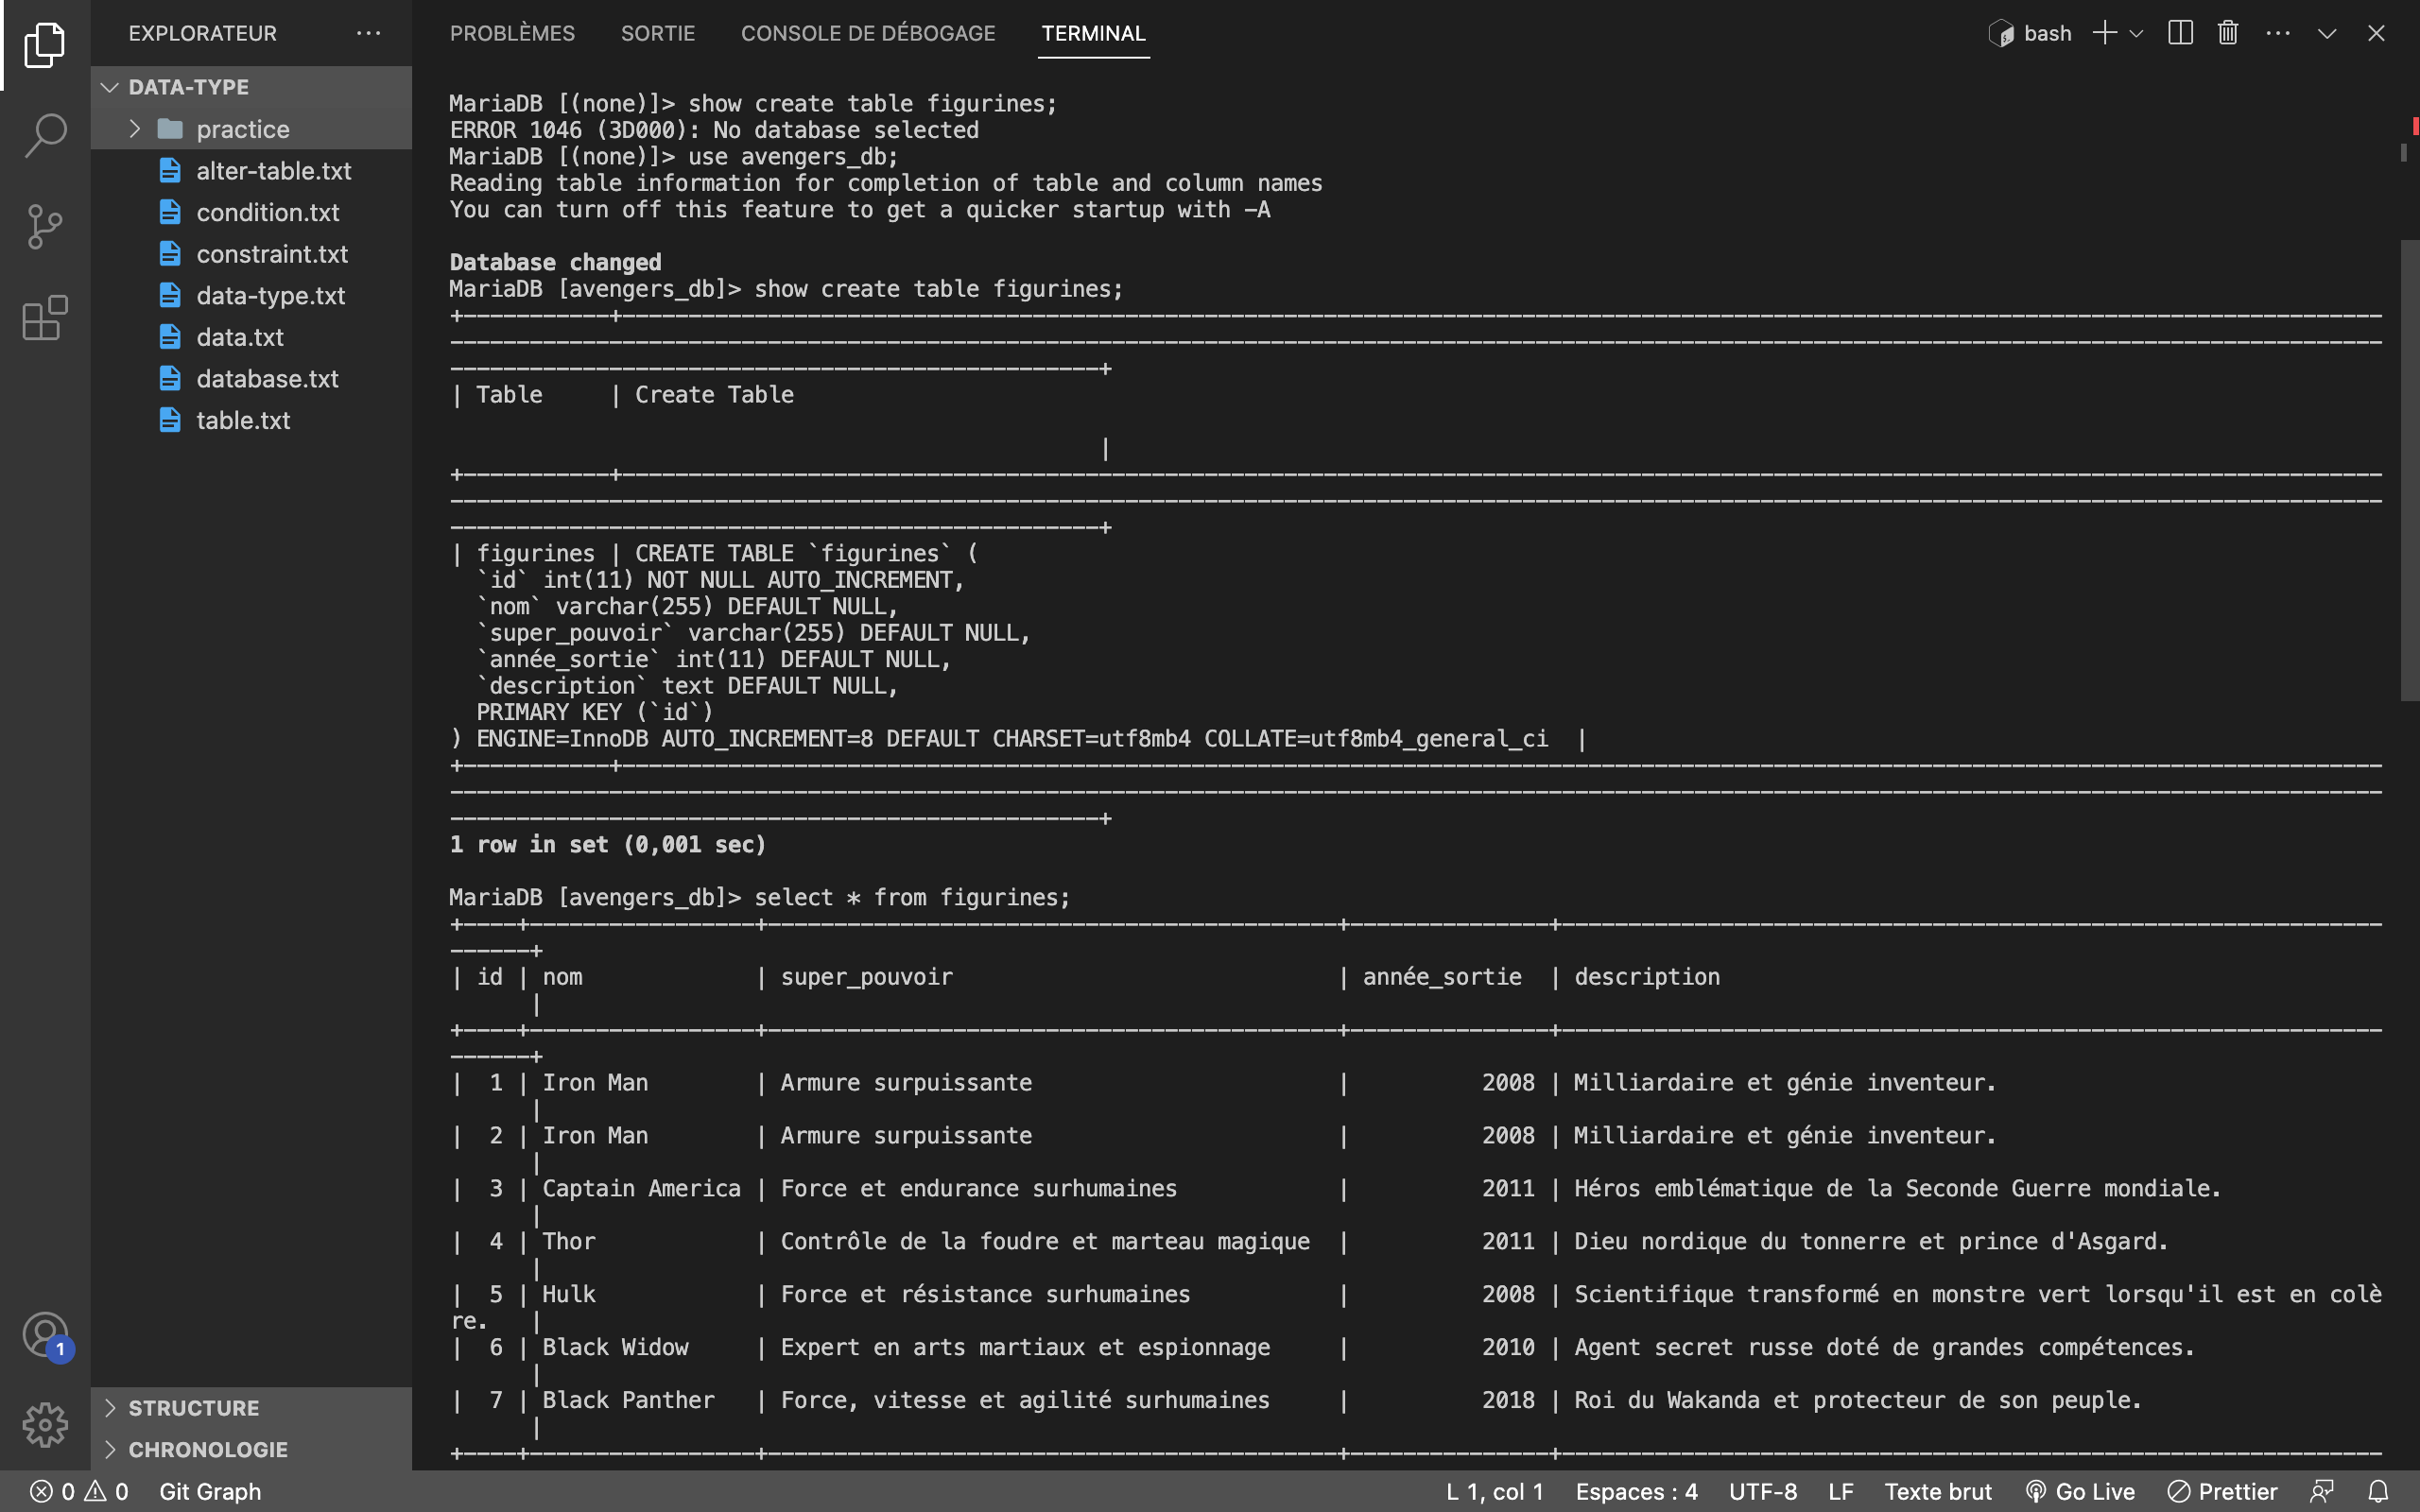 EXPLORATEUR
DATA-TYPE
practice
alter-table.txt
condition.txt
constraint.txt
data-type.txt
data.txt
database.txt
table.txt
STRUCTURE
CHRONOLOGIE
1
PROBLÈMES SORTIE CONSOLE DE DÉBOGAGE TERMINAL
bash
MariaDB [(none)]> show create table figurines;
ERROR 1046 (3D000): No database selected
MariaDB [(none)]> use avengers_db;
Reading table information for completion of table and column names
You can turn off this feature to get a quicker startup with -A
Database changed
MariaDB [avengers_db]> show create table figurines;
| Table | Create Table
|
| figurines | CREATE TABLE `figurines` (
`id` int(11) NOT NULL AUTO_INCREMENT,
`nom` varchar(255) DEFAULT NULL,
`super_pouvoir` varchar(255) DEFAULT NULL,
`année_sortie` int(11) DEFAULT NULL,
`description` text DEFAULT NULL,
PRIMARY KEY (`id`)
) ENGINE=InnoDB AUTO_INCREMENT=8 DEFAULT CHARSET=utf8mb4 COLLATE=utf8mb4_general_ci |
1 row in set (0,001 sec)
MariaDB [avengers_db]> select * from figurines;
| id | nom | super_pouvoir | année_sortie | description
|
| 1 | Iron Man | Armure surpuissante | 2008 | Milliardaire et génie inventeur.
|
| 2 | Iron Man | Armure surpuissante | 2008 | Milliardaire et génie inventeur.
|
| 3 | Captain America | Force et endurance surhumaines | 2011 | Héros emblématique de la Seconde Guerre mondiale.
|
| 4 | Thor | Contrôle de la foudre et marteau magique | 2011 | Dieu nordique du tonnerre et prince d'Asgard.
|
| 5 | Hulk | Force et résistance surhumaines | 2008 | Scientifique transformé en monstre vert lorsqu'il est en colè
re. |
| 6 | Black Widow | Expert en arts martiaux et espionnage | 2010 | Agent secret russe doté de grandes compétences.
|
| 7 | Black Panther | Force, vitesse et agilité surhumaines | 2018 | Roi du Wakanda et protecteur de son peuple.
|
0 0 Git Graph L 1, col 1 Espaces : 4 UTF-8 LF Texte brut Go Live Prettier